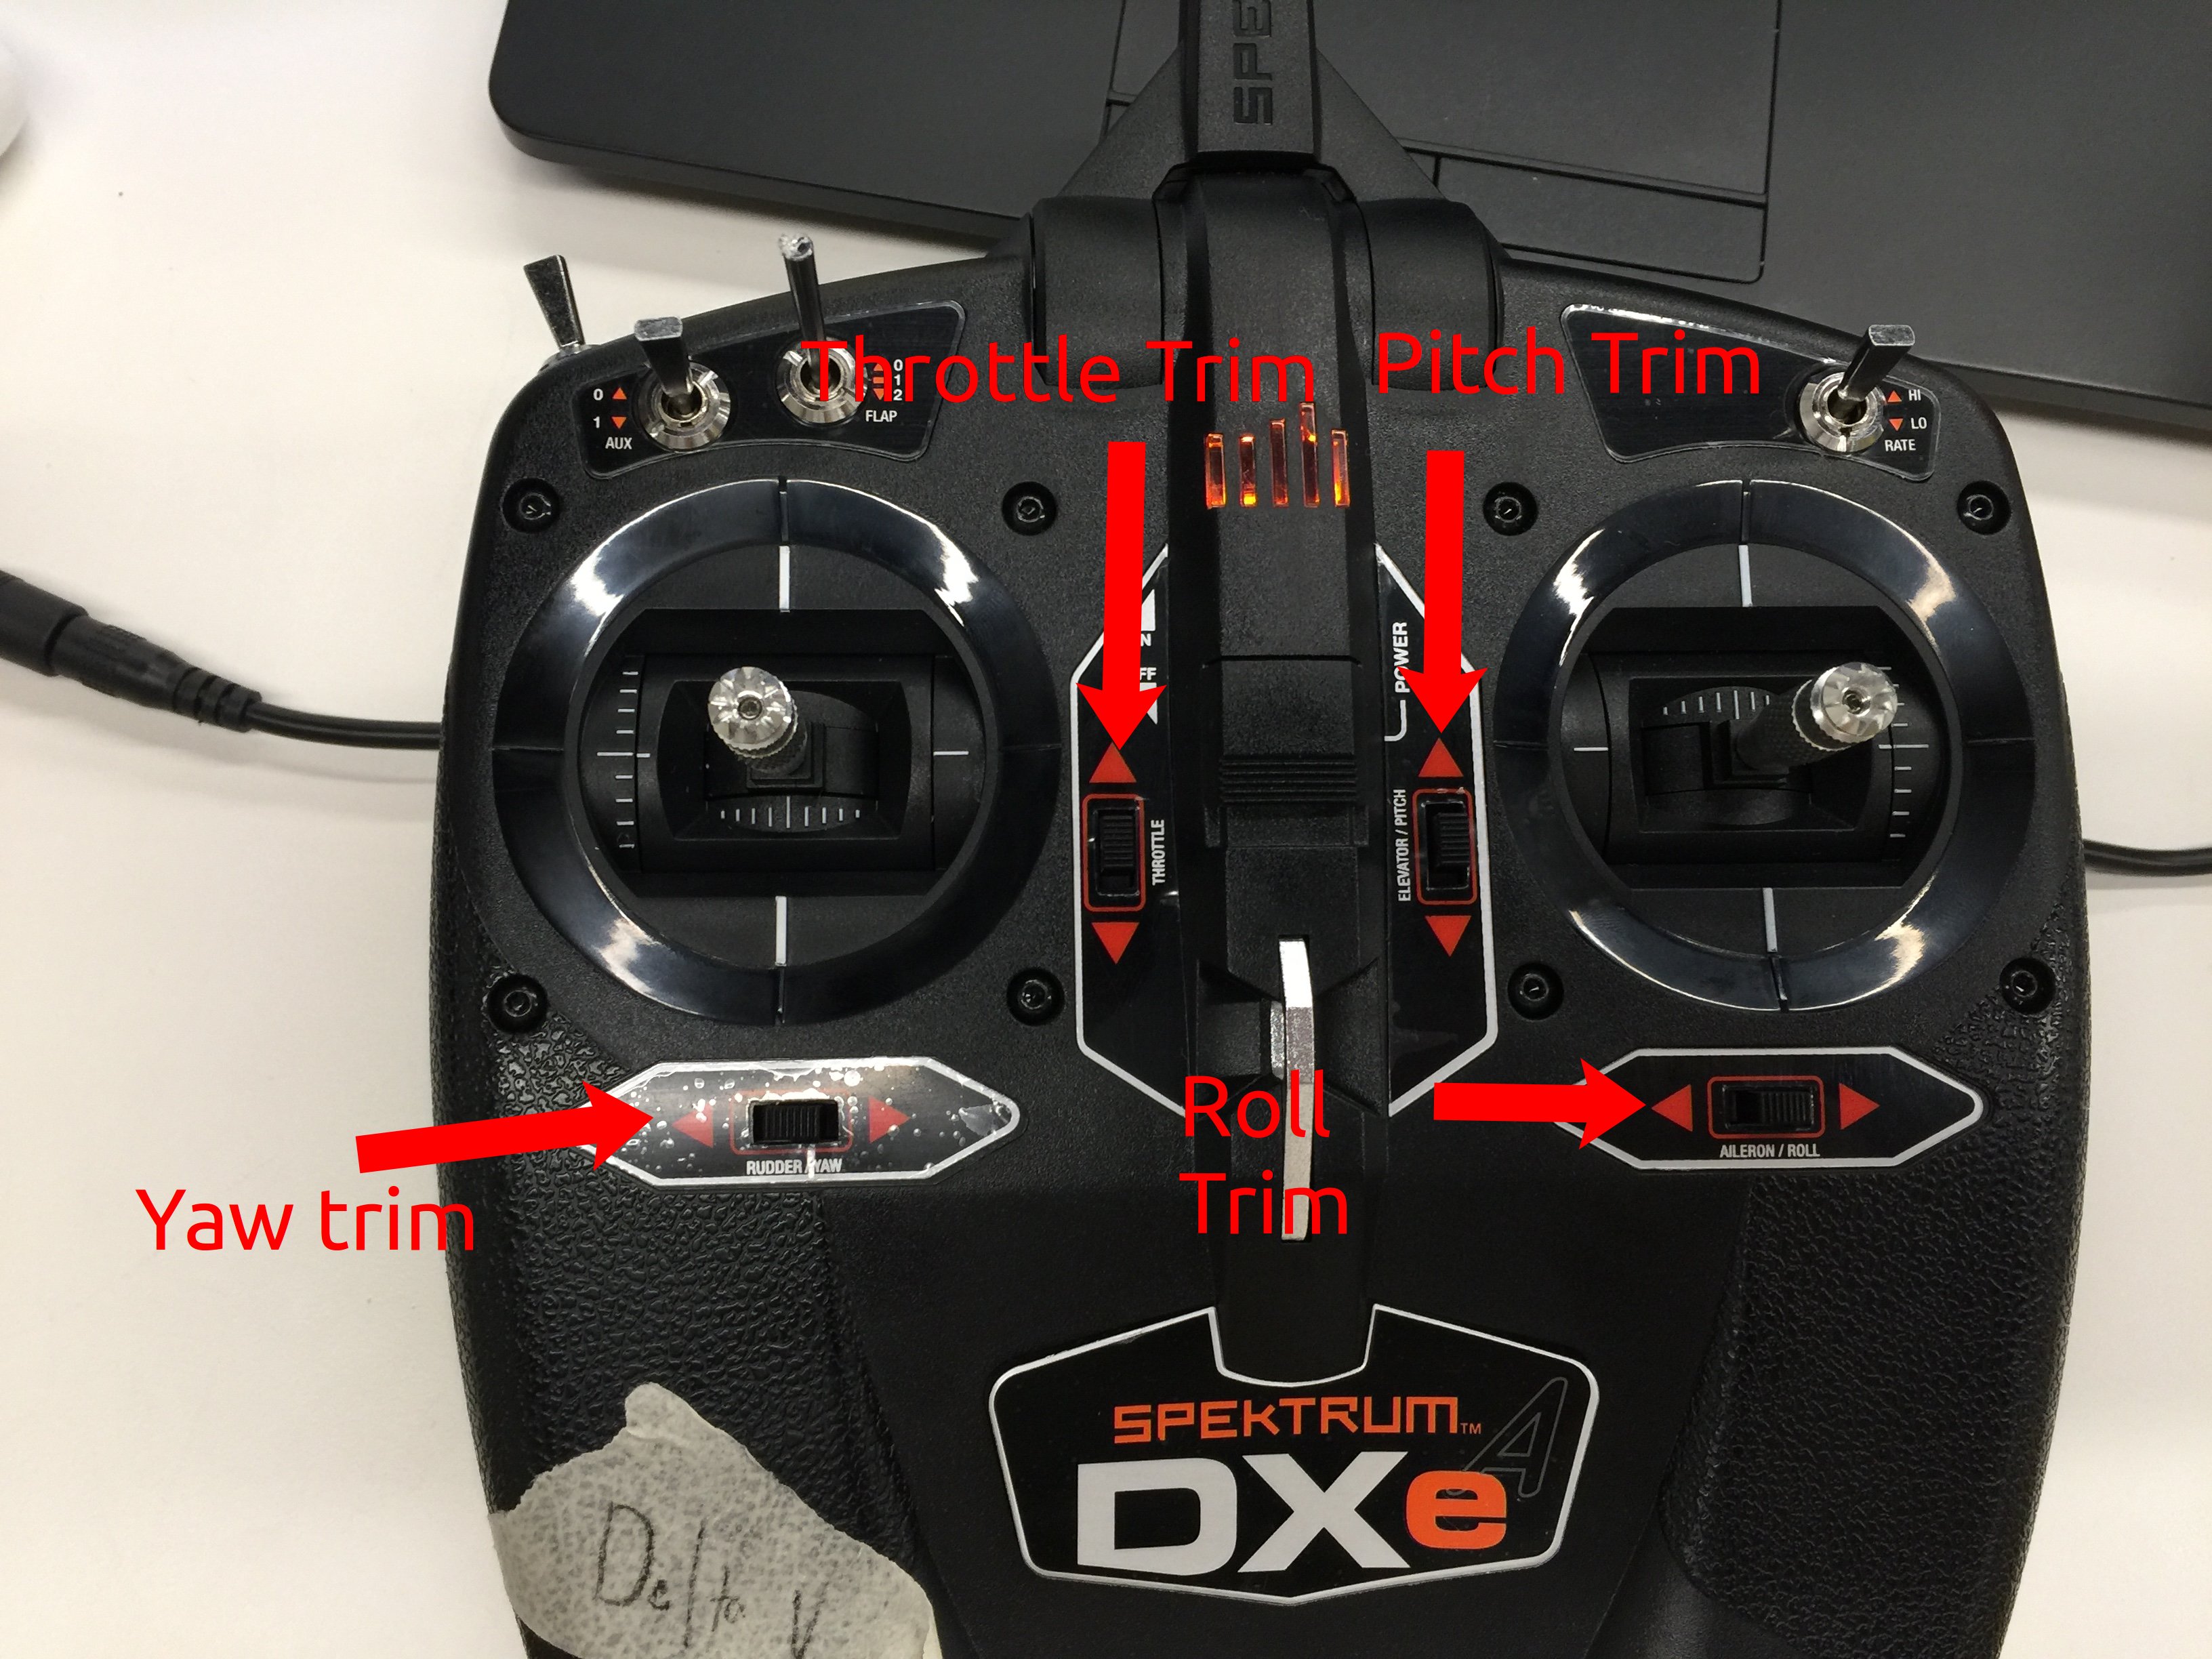 SPE
0
1
AUX
0
1
2
FLAP
Throttle Trim
Pitch Trim
HI
LO
RATE
POWER
THROTTLE
ELEVATOR / PITCH
RUDDER / YAW
Yaw trim
Roll
Trim
AILERON / ROLL
SPEKTRUM™
DXe
A
Delta V